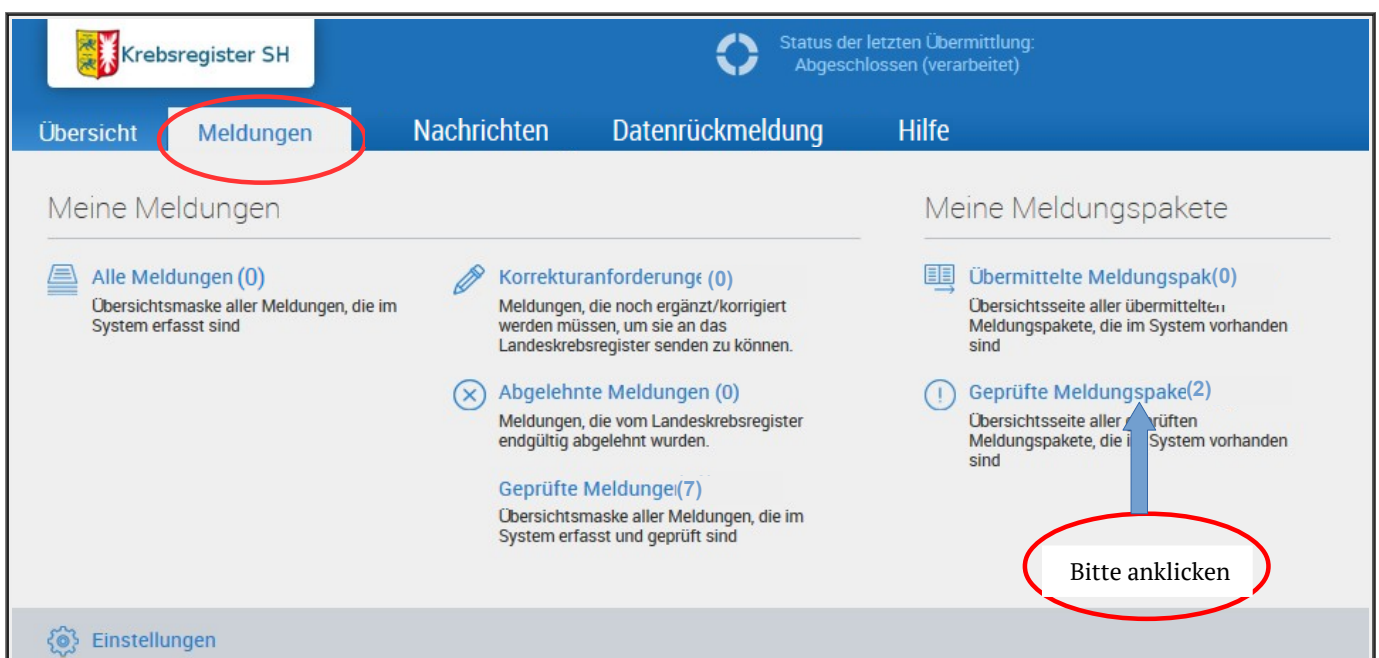 Krebsregister SH
Status der letzten Übermittlung:
Abgeschlossen (verarbeitet)
Übersicht
Meldungen
Nachrichten
Datenrückmeldung
Hilfe
Meine Meldungen
Alle Meldungen (0)
Übersichtsmaske aller Meldungen, die im
System erfasst sind
Korrekturanforderunge (0)
Meldungen, die noch ergänzt/korrigiert
werden müssen, um sie an das
Landeskrebsregister senden zu können.
Abgelehnte Meldungen (0)
Meldungen, die vom Landeskrebsregister
endgültig abgelehnt wurden.
Geprüfte Meldunge(7)
Übersichtsmaske aller Meldungen, die im
System erfasst und geprüft sind
Meine Meldungspakete
Übermittelte Meldungspak(0)
Übersichtsseite aller übermittelten
Meldungspakete, die im System vorhanden
sind
Geprüfte Meldungspake(2)
Übersichtsseite aller geprüften
Meldungspakete, die im System vorhanden
sind
Bitte anklicken
Einstellungen